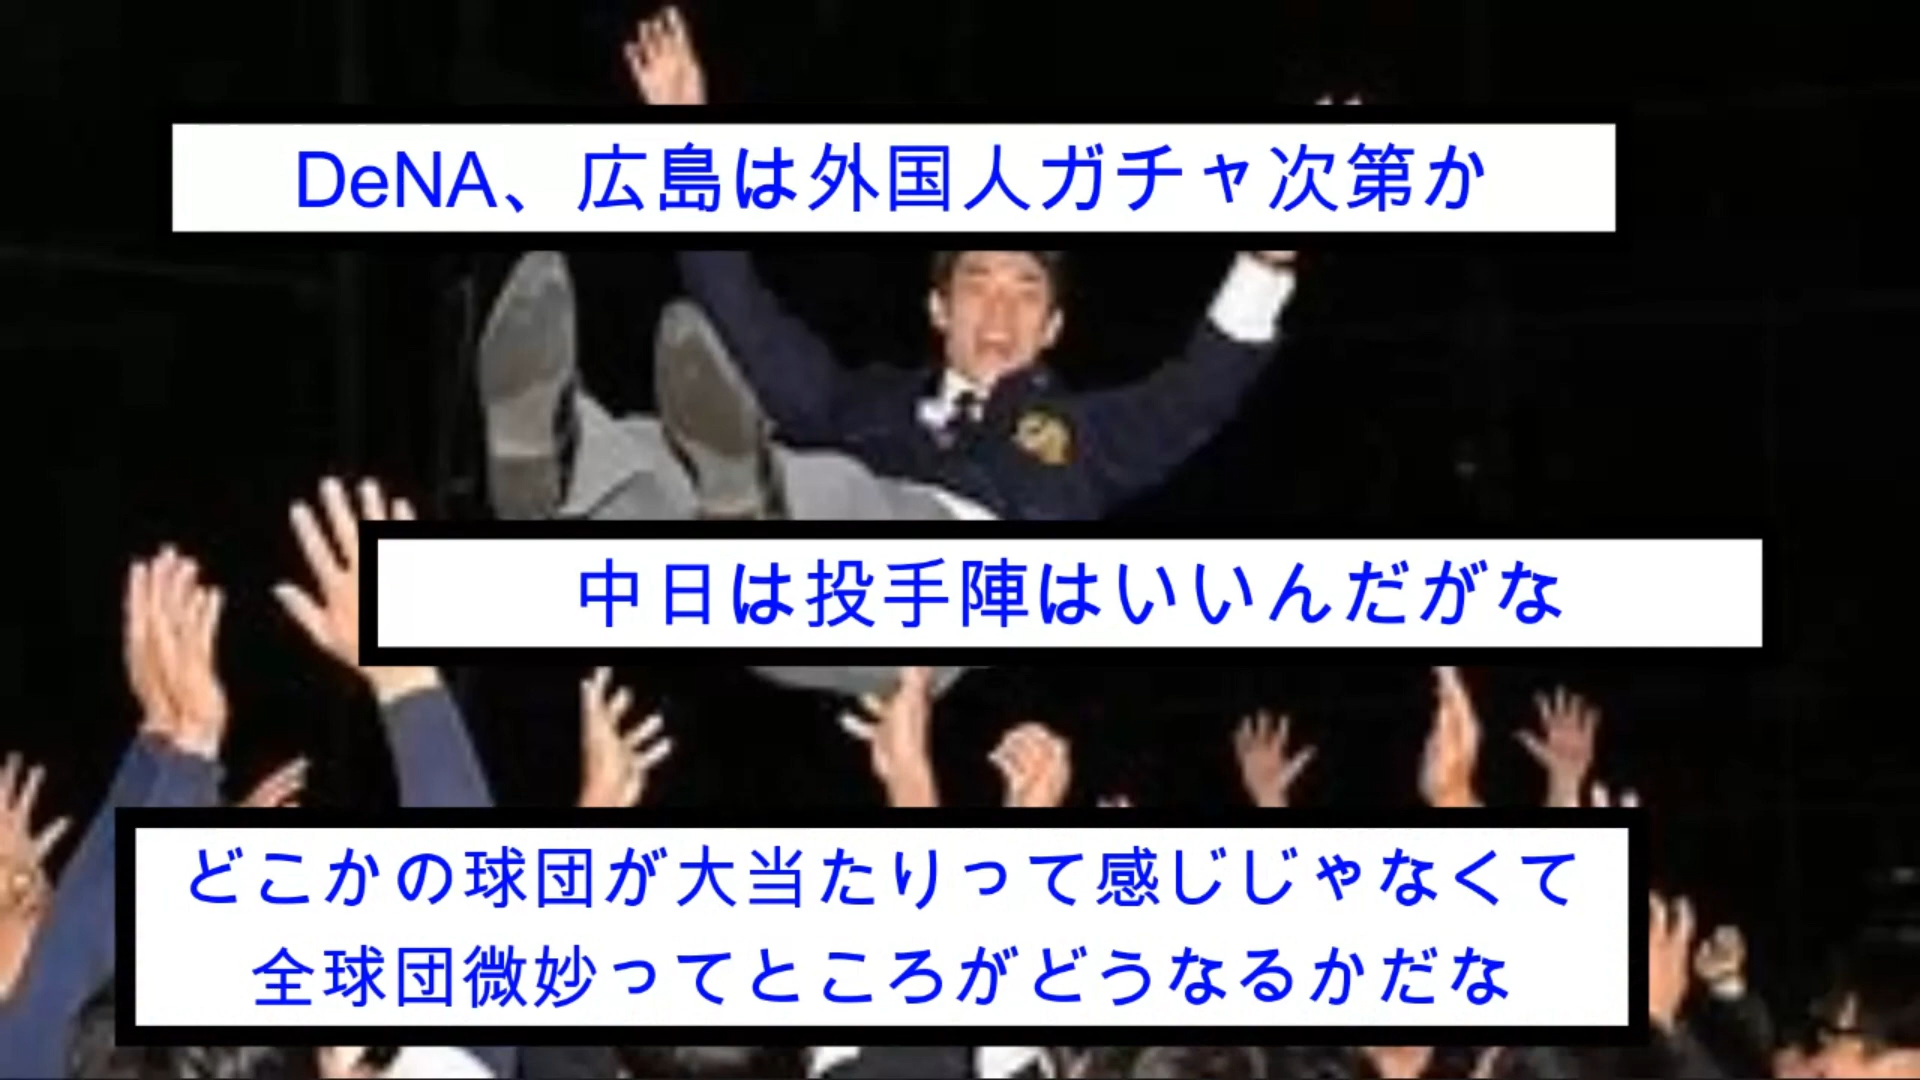 DeNA、広島は外国人ガチャ次第か
中日は投手陣はいいんだがな
どこかの球団が大当たりって感じじゃなくて
全球団微妙ってところがどうなるかだな